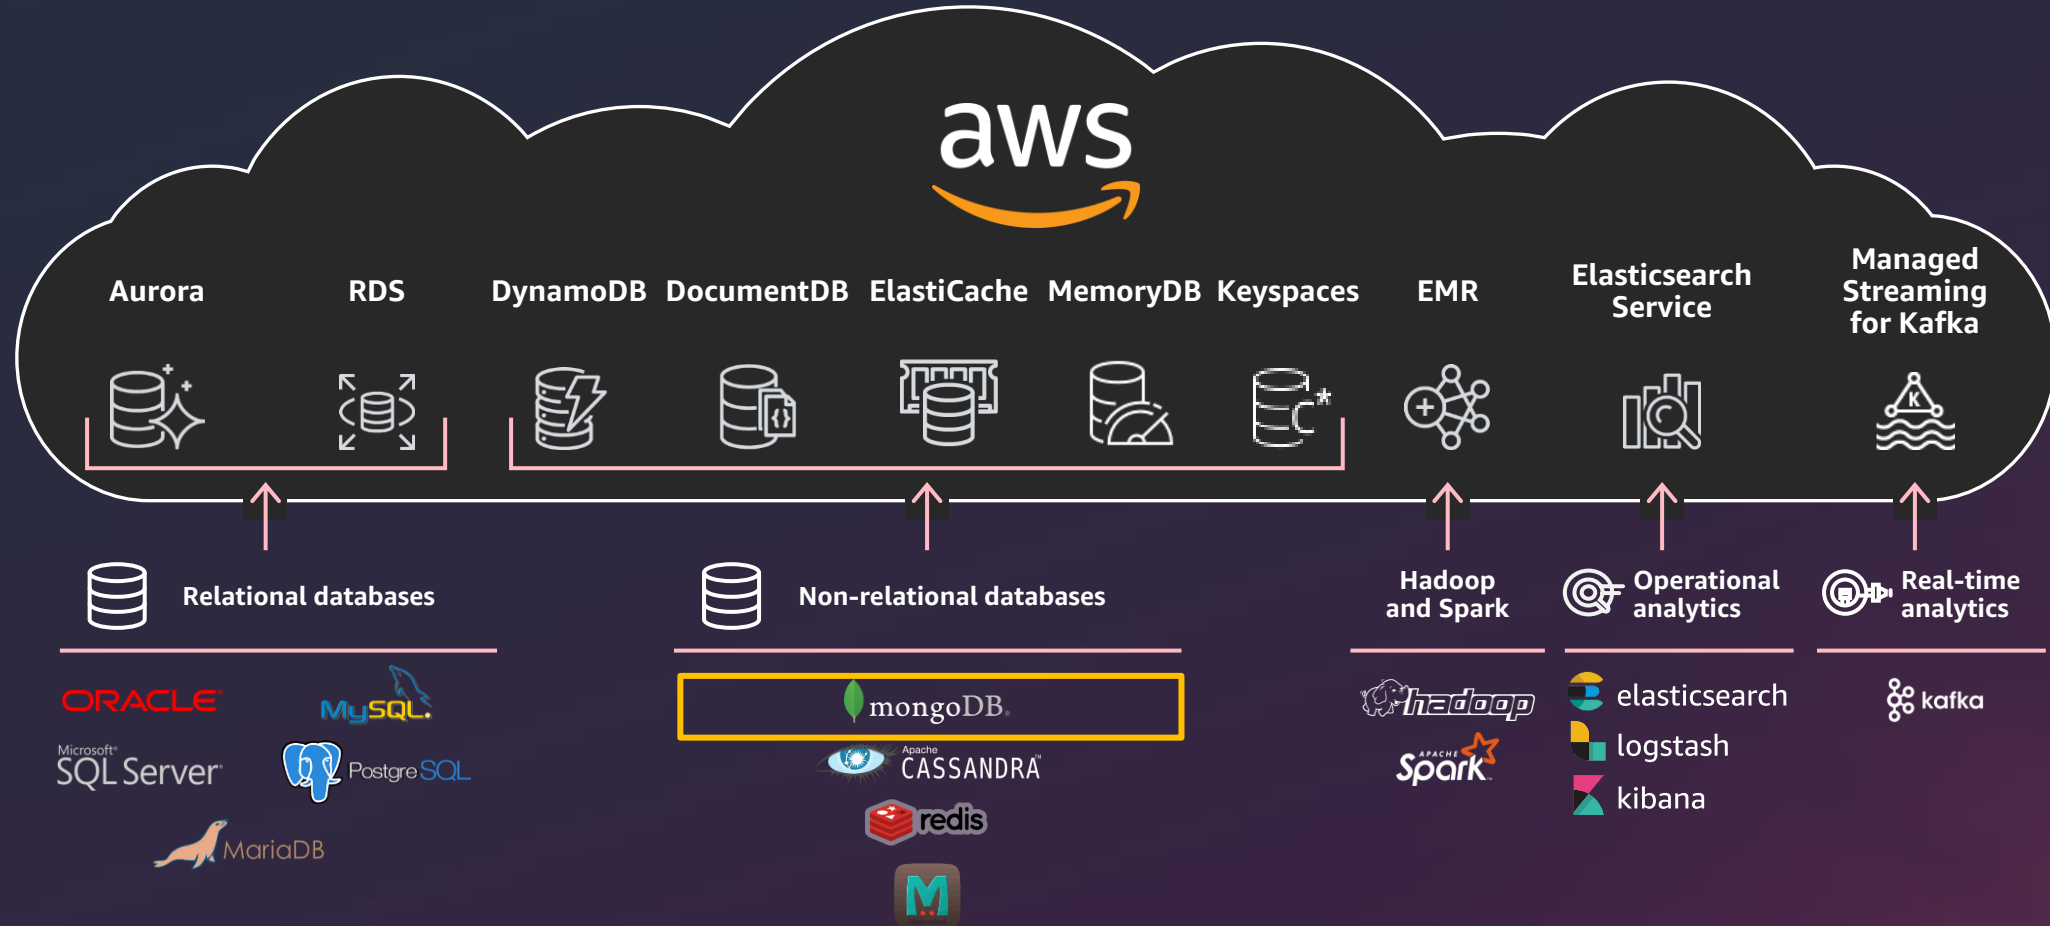 aws
Aurora
RDS
DynamoDB
DocumentDB
ElastiCache
MemoryDB
Keyspaces
EMR
Elasticsearch
Service
Managed
Streaming
for Kafka
K
Relational databases
Non-relational databases
Hadoop
and Spark
Operational
analytics
Real-time
analytics
ORACLE
MySQL.
Microsoft®
SQL Server
PostgreSQL
MariaDB
mongoDB.
Apache
CASSANDRA™
redis
M
hadoop
APACHE
Spark
elasticsearch
logstash
kibana
kafka